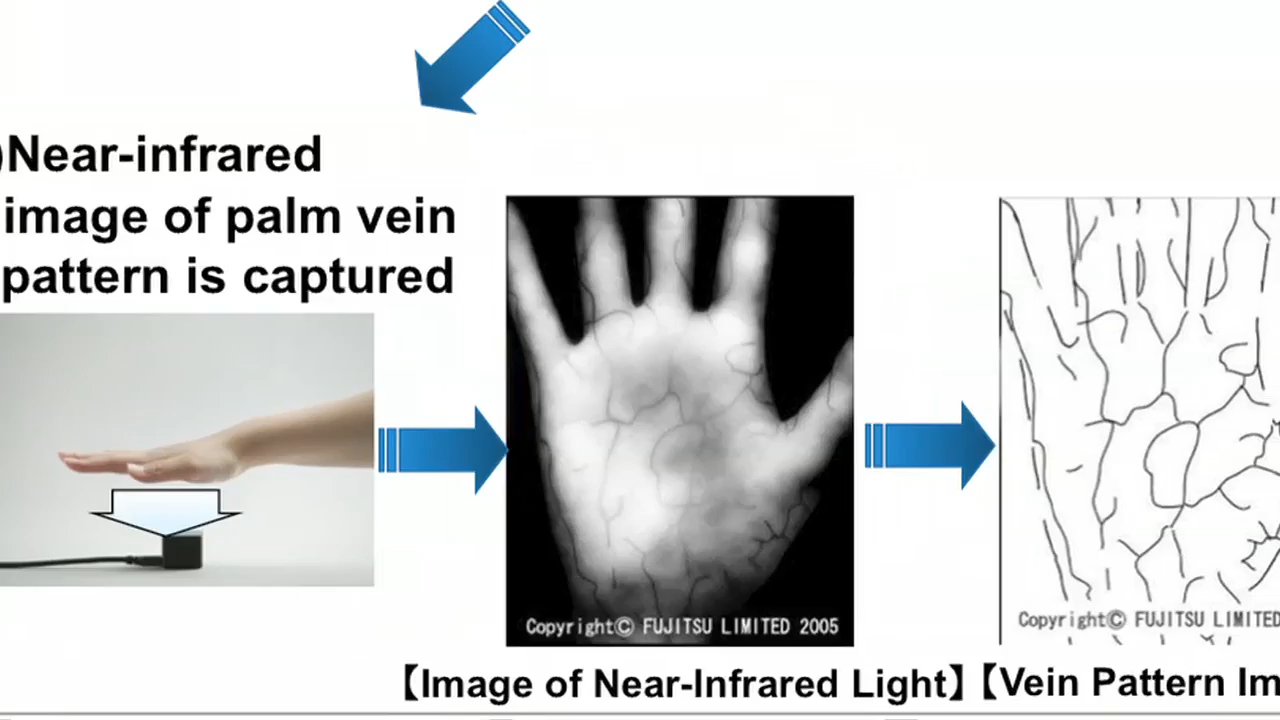 )Near-infrared
image of palm vein
pattern is captured
Copyright© FUJITSU LIMITED 2005
Copyright© FUJITSU LIMITED
【Image of Near-Infrared Light】【Vein Pattern Im